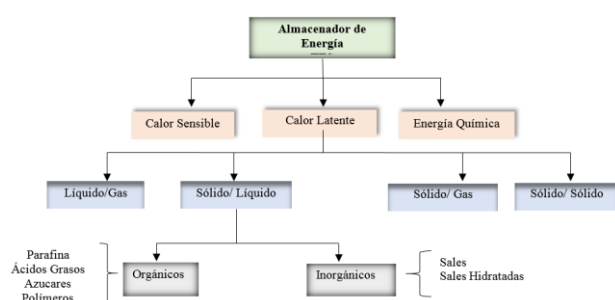 Almacenador de
Energía
Calor Sensible
Calor Latente
Energía Química
Líquido/Gas
Sólido/ Líquido
Sólido/ Gas
Sólido/ Sólido
Parafina
Ácidos Grasos
Azucares
Polímeros
Orgánicos
Inorgánicos
Sales
Sales Hidratadas